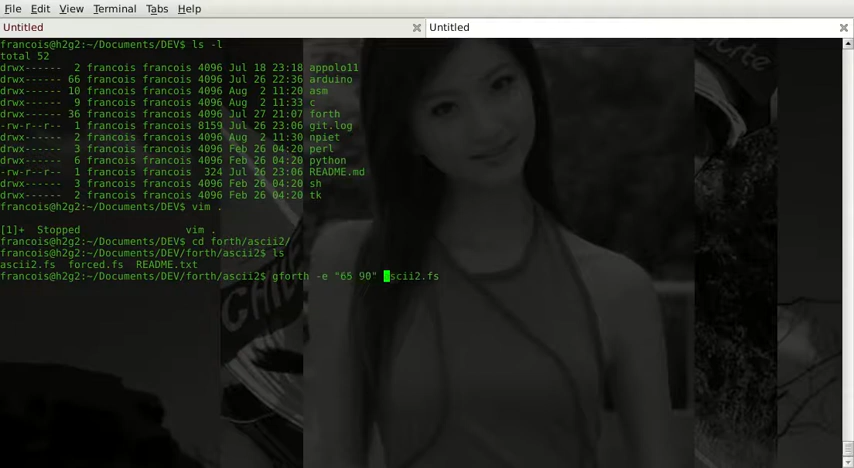 File Edit View Terminal Tabs Help
Untitled Untitled
francois@h2g2:~/Documents/DEV$ ls -l
total 52
drwx------  2 francois francois 4096 Jul 18 23:18 appolo11
drwx------ 66 francois francois 4096 Jul 26 22:36 arduino
drwx------ 10 francois francois 4096 Aug  2 11:20 asm
drwx------  9 francois francois 4096 Aug  2 11:33 c
drwx------ 36 francois francois 4096 Jul 27 21:07 forth
-rw-r--r--  1 francois francois 8159 Jul 26 23:06 git.log
drwx------  2 francois francois 4096 Aug  2 11:30 npiet
drwx------  3 francois francois 4096 Feb 26 04:20 perl
drwx------  6 francois francois 4096 Feb 26 04:20 python
-rw-r--r--  1 francois francois  324 Jul 26 23:06 README.md
drwx------  3 francois francois 4096 Feb 26 04:20 sh
drwx------  2 francois francois 4096 Feb 26 04:20 tk
francois@h2g2:~/Documents/DEV$ vim .
[1]+  Stopped                 vim .
francois@h2g2:~/Documents/DEV$ cd forth/ascii2/
francois@h2g2:~/Documents/DEV/forth/ascii2$ ls
ascii2.fs  forced.fs  README.txt
francois@h2g2:~/Documents/DEV/forth/ascii2$ gforth -e "65 90" ascii2.fs